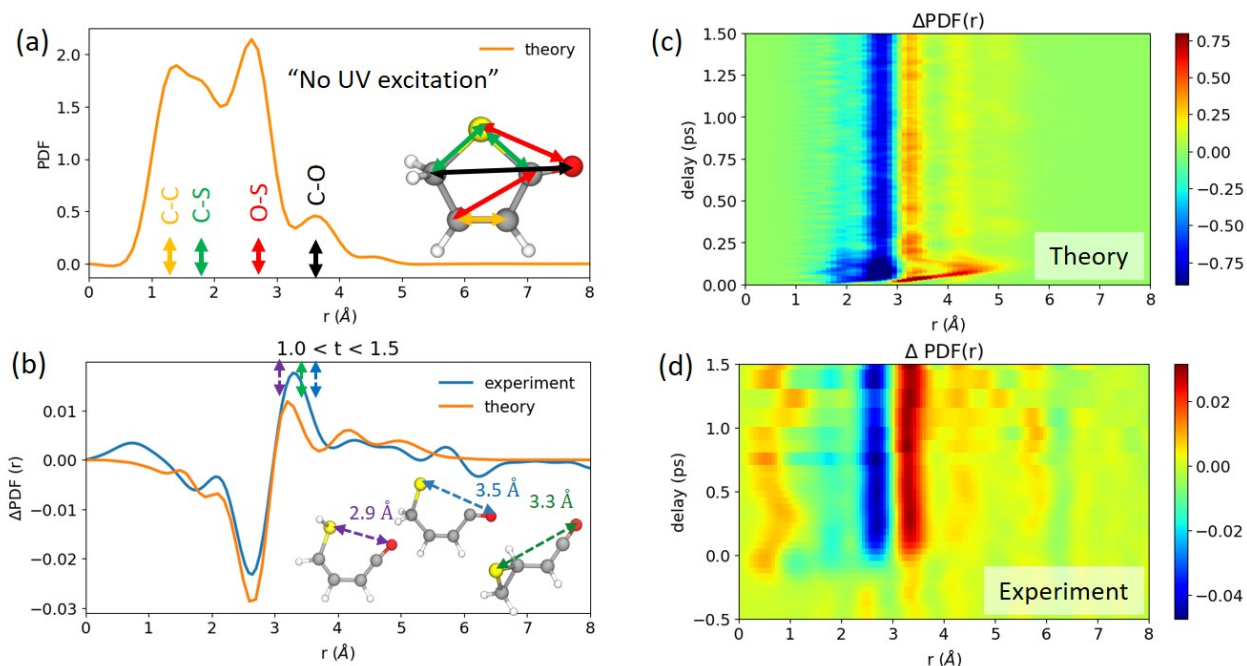 (a)
PDF
2.0
1.5
1.0
0.5
0.0
theory
“No UV excitation”
C-C
C-S
O-S
C-O
0 1 2 3 4 5 6 7 8
r (Å)
(b)
1.0 < t < 1.5
ΔPDF (r)
0.01
0.00
−0.01
−0.02
−0.03
experiment
theory
2.9 Å
3.5 Å
3.3 Å
0 1 2 3 4 5 6 7 8
r (Å)
(c)
ΔPDF(r)
delay (ps)
1.50
1.25
1.00
0.75
0.50
0.25
0.00
Theory
0 1 2 3 4 5 6 7 8
r (Å)
0.75
0.50
0.25
0.00
−0.25
−0.50
−0.75
(d)
Δ PDF(r)
delay (ps)
1.5
1.0
0.5
0.0
−0.5
Experiment
0 1 2 3 4 5 6 7 8
r (Å)
0.02
0.00
−0.02
−0.04